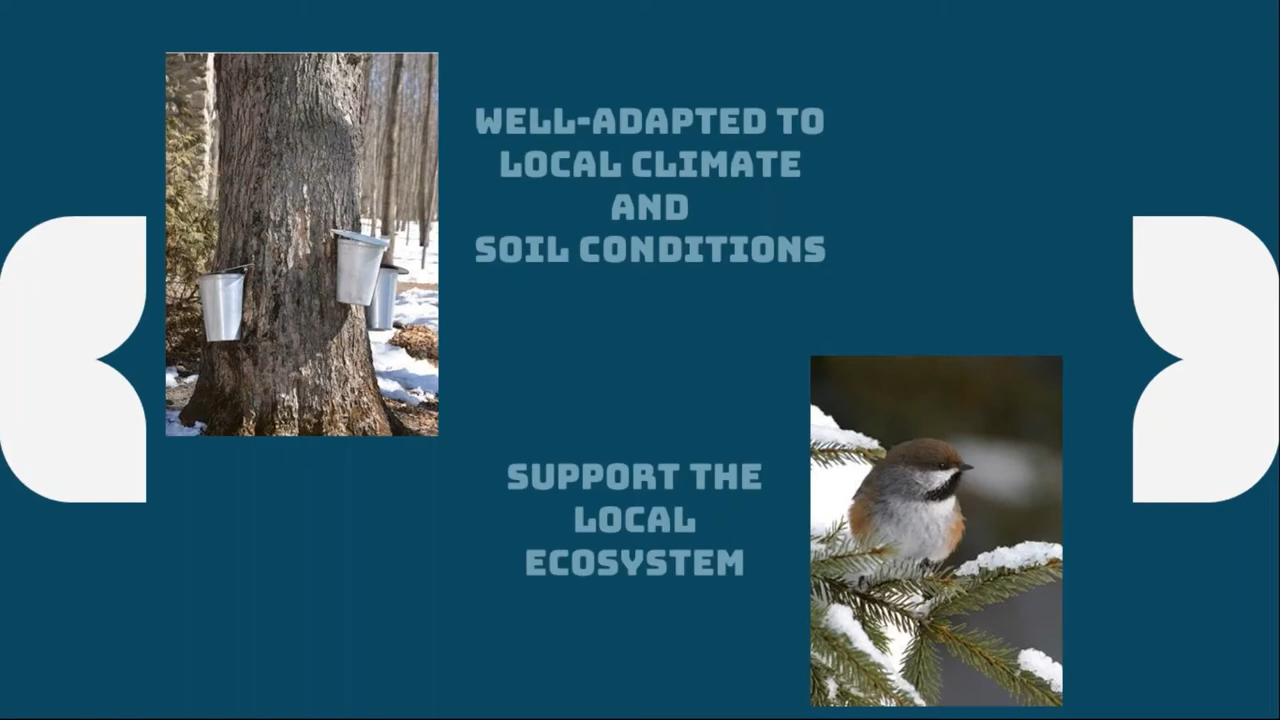 WELL-ADAPTED TO
LOCAL CLIMATE
AND
SOIL CONDITIONS
SUPPORT THE
LOCAL
ECOSYSTEM